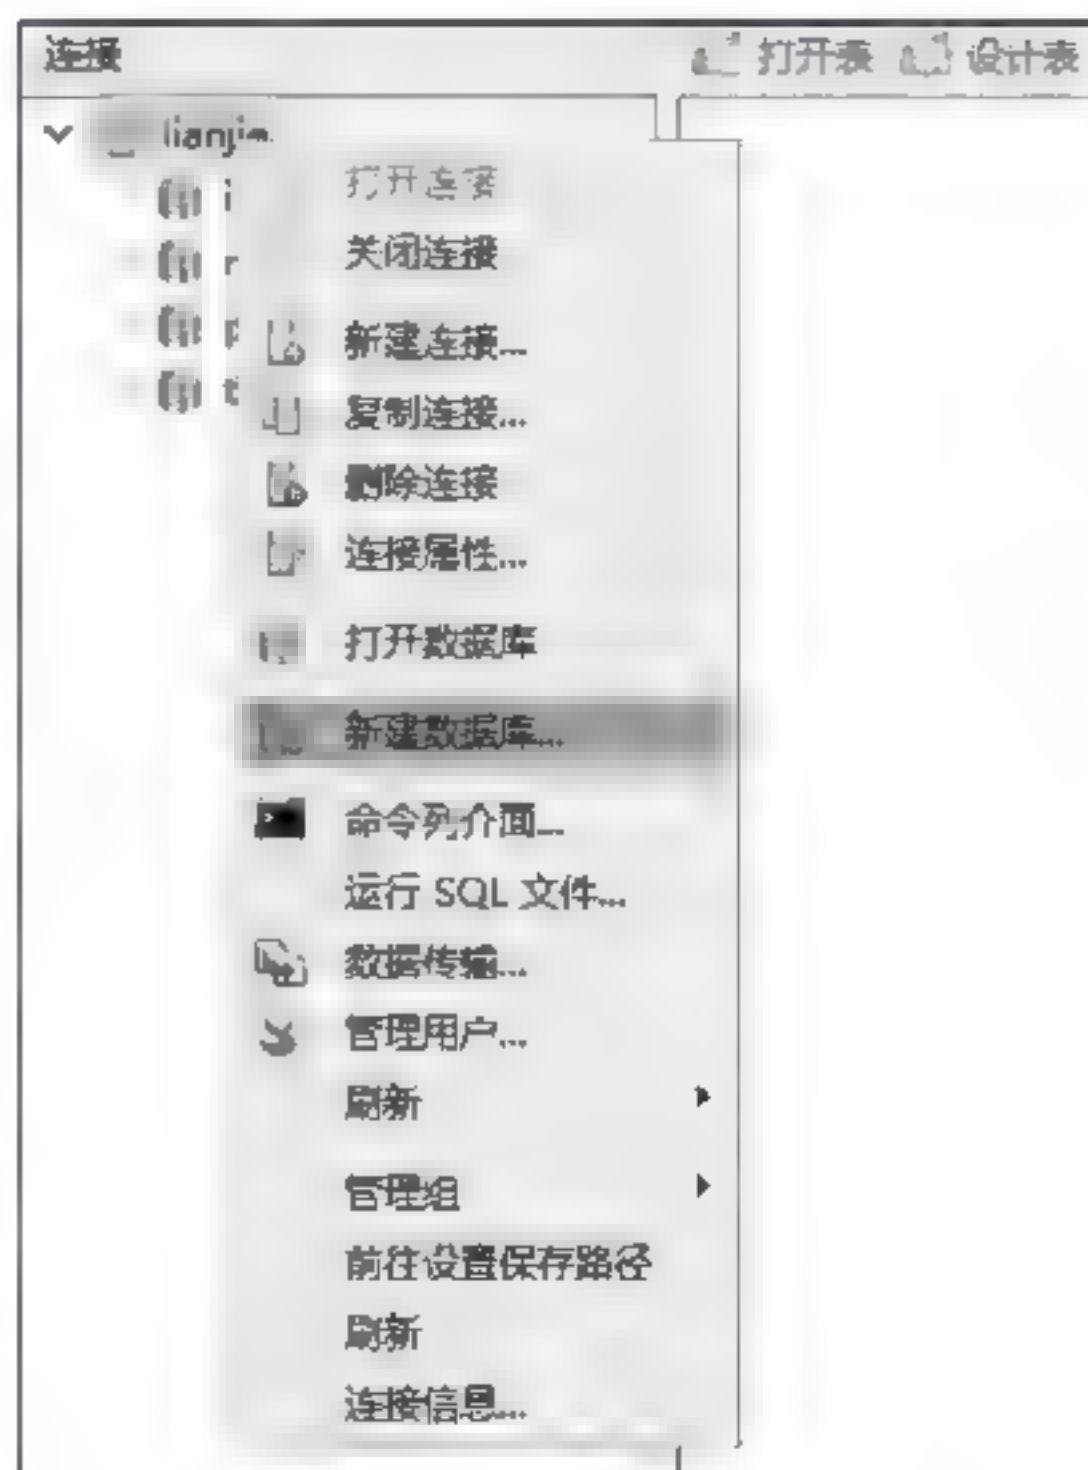 连接 打开表 设计表
lianjie
i
打开连接
r
关闭连接
p
新建连接...
t
复制连接...
删除连接
连接属性...
打开数据库
新建数据库...
命令列介面...
运行 SQL 文件...
数据传输...
管理用户...
刷新
管理组
前往设置保存路径
刷新
连接信息...